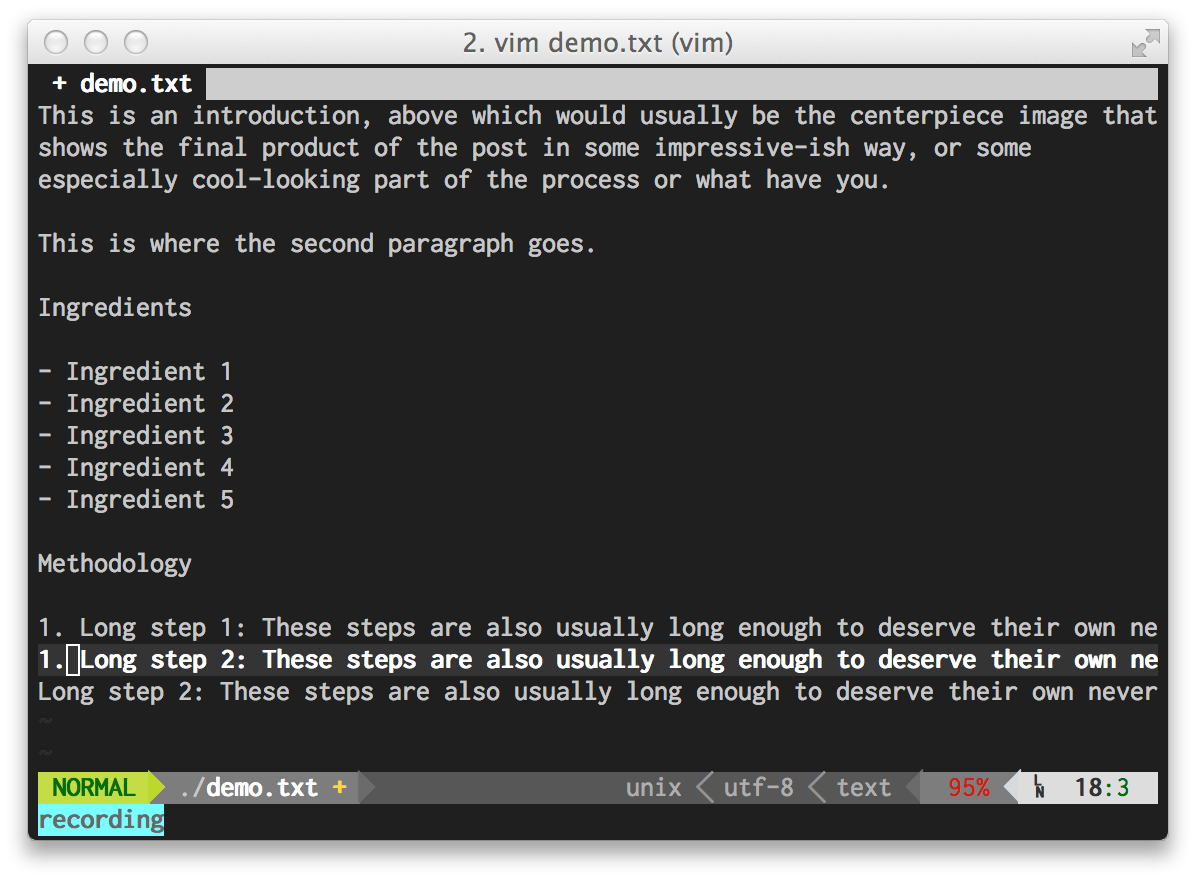 2. vim demo.txt (vim)
+ demo.txt
This is an introduction, above which would usually be the centerpiece image that
shows the final product of the post in some impressive-ish way, or some
especially cool-looking part of the process or what have you.
This is where the second paragraph goes.
Ingredients
- Ingredient 1
- Ingredient 2
- Ingredient 3
- Ingredient 4
- Ingredient 5
Methodology
1. Long step 1: These steps are also usually long enough to deserve their own ne
1. Long step 2: These steps are also usually long enough to deserve their own ne
Long step 2: These steps are also usually long enough to deserve their own never
~
~
NORMAL ./demo.txt + unix utf-8 text 95% LN 18:3
recording